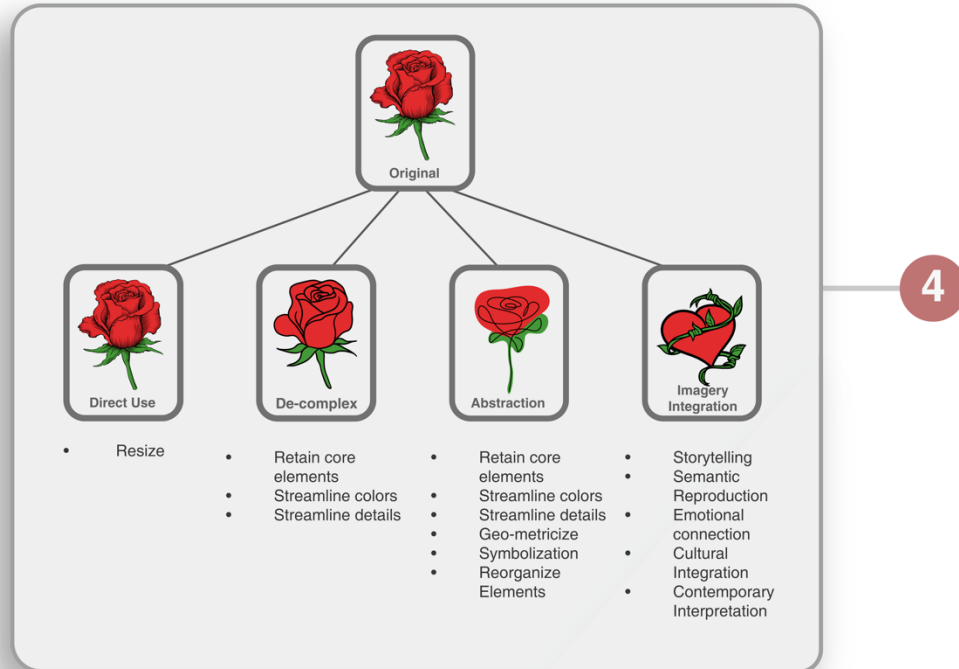 Original
4
Direct Use
De-complex
Abstraction
Imagery
Integration
• Resize
• Retain core
elements
• Streamline colors
• Streamline details
• Retain core
elements
• Streamline colors
• Streamline details
• Geo-metricize
• Symbolization
• Reorganize
Elements
• Storytelling
• Semantic
Reproduction
• Emotional
connection
• Cultural
Integration
• Contemporary
Interpretation